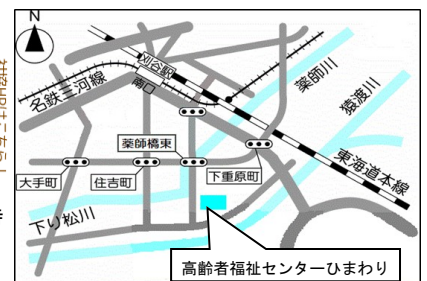 N
刈谷駅
南口
名鉄三河線
薬師川
猿渡川
薬師橋東
大手町
住吉町
下重原町
東海道本線
下り松川
高齢者福祉センターひまわり